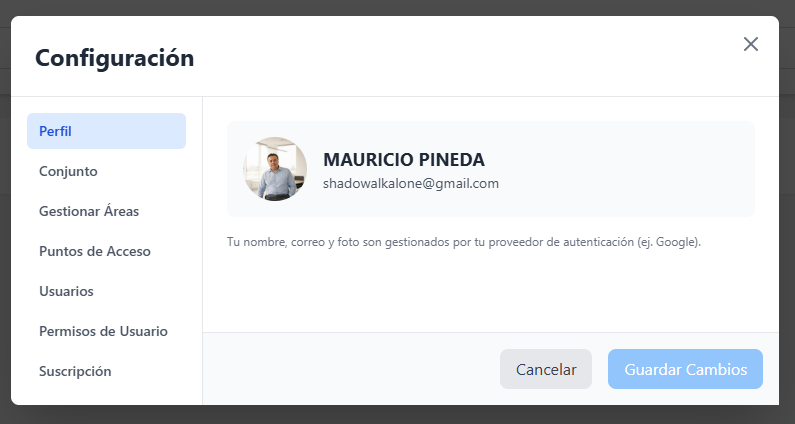 Configuración
Perfil
Conjunto
Gestionar Áreas
Puntos de Acceso
Usuarios
Permisos de Usuario
Suscripción
MAURICIO PINEDA
shadowalkalone@gmail.com
Tu nombre, correo y foto son gestionados por tu proveedor de autenticación (ej. Google).
Cancelar
Guardar Cambios